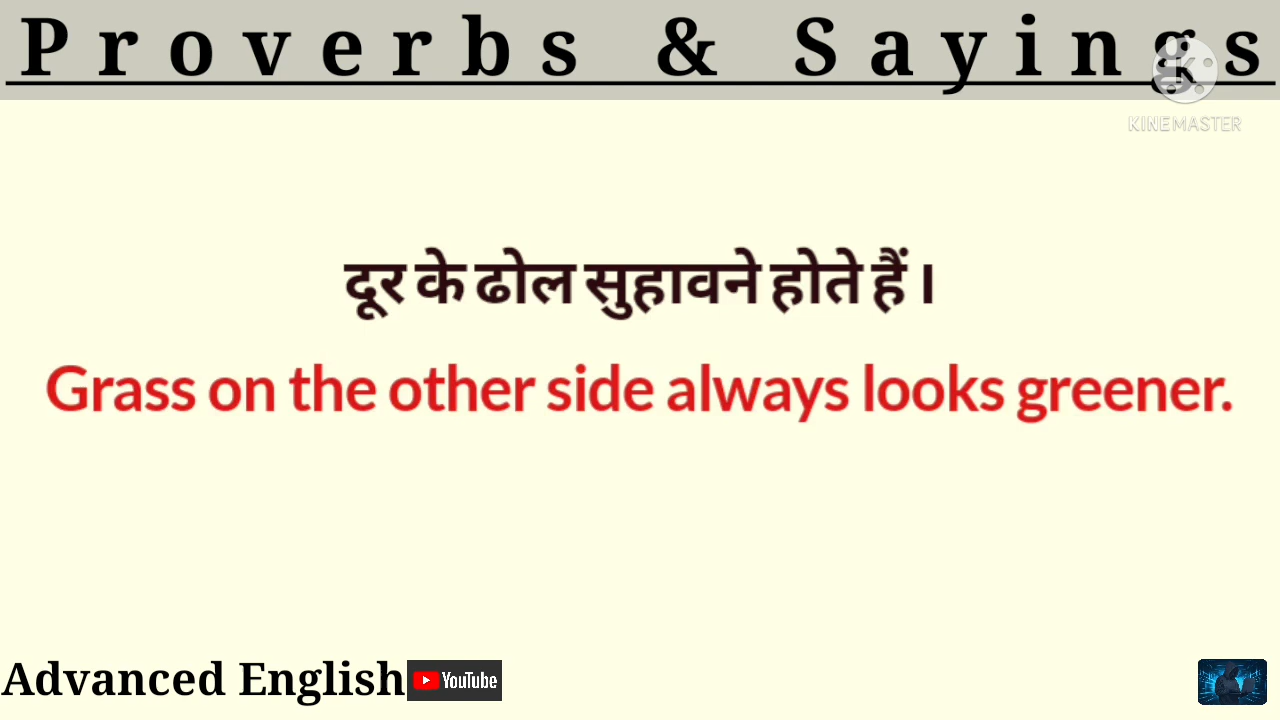 Proverbs & Sayings
KINEMASTER
दूर के ढोल सुहावने होते हैं ।
Grass on the other side always looks greener.
Advanced English YouTube